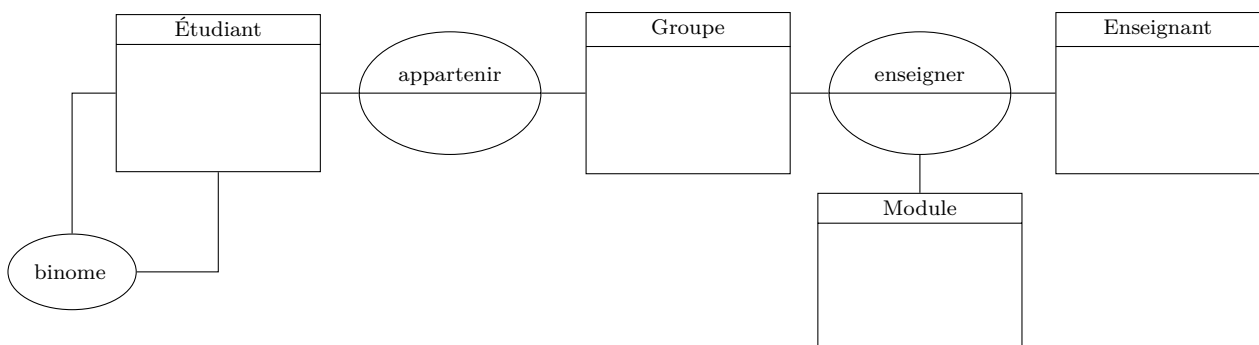 Étudiant
appartenir
Groupe
enseigner
Enseignant
Module
binome